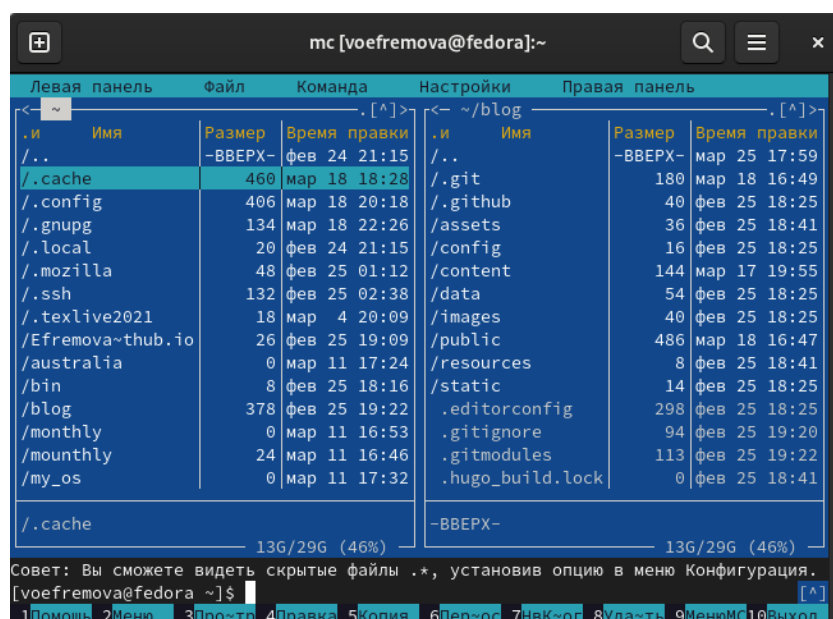 mc [voefremova@fedora]:~
Левая панель Файл Команда Настройки Правая панель
<— ~ .[^]> <— ~/blog .[^]>
.и Имя Размер Время правки .и Имя Размер Время правки
/.. -ВВЕРХ- фев 24 21:15 /.. -ВВЕРХ- мар 25 17:59
/.cache 460 мар 18 18:28 /.git 180 мар 18 16:49
/.config 406 мар 18 20:18 /.github 40 фев 25 18:25
/.gnupg 134 мар 18 22:26 /assets 36 фев 25 18:41
/.local 20 фев 24 21:15 /config 16 фев 25 18:25
/.mozilla 48 фев 25 01:12 /content 144 мар 17 19:55
/.ssh 132 фев 25 02:38 /data 54 фев 25 18:25
/.texlive2021 18 мар 4 20:09 /images 40 фев 25 18:25
/Efremova~thub.io 26 фев 25 19:09 /public 486 мар 18 16:47
/australia 0 мар 11 17:24 /resources 8 фев 25 18:41
/bin 8 фев 25 18:16 /static 14 фев 25 18:25
/blog 378 фев 25 19:22 .editorconfig 298 фев 25 18:25
/monthly 0 мар 11 16:53 .gitignore 94 фев 25 19:20
/mounthly 24 мар 11 16:46 .gitmodules 113 фев 25 19:22
/my_os 0 мар 11 17:32 .hugo_build.lock 0 фев 25 18:41
/.cache -ВВЕРХ-
13G/29G (46%) 13G/29G (46%)
Совет: Вы сможете видеть скрытые файлы .*, установив опцию в меню Конфигурация.
[voefremova@fedora ~]$ [^]
1Помощь 2Меню 3Про~тр 4Правка 5Копия 6Пер~ос 7НвК~ог 8Уда~ть 9МенюMC 10Выход